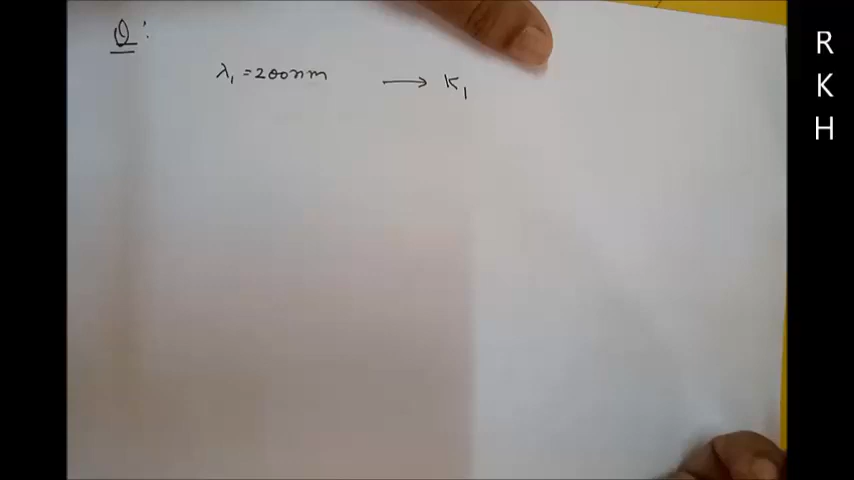 Q:
λ₁ = 200nm → K₁
R
K
H